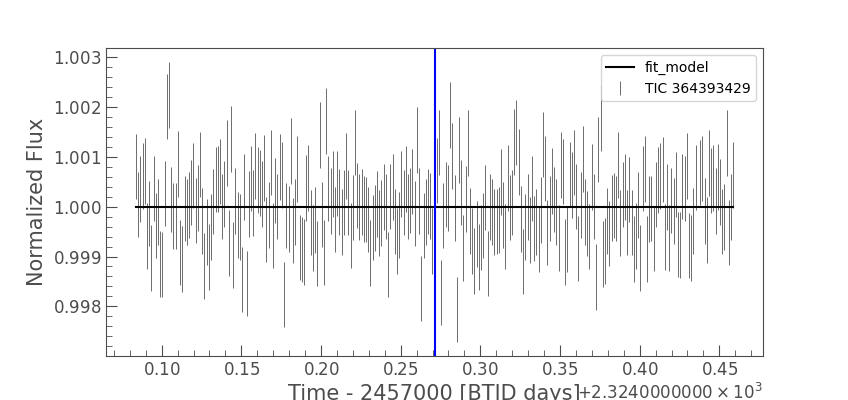 1.003
1.002
1.001
1.000
0.999
0.998
Normalized Flux
fit_model
TIC 364393429
0.10 0.15 0.20 0.25 0.30 0.35 0.40 0.45
Time - 2457000 [BTJD days]
+2.3240000000 × 10³